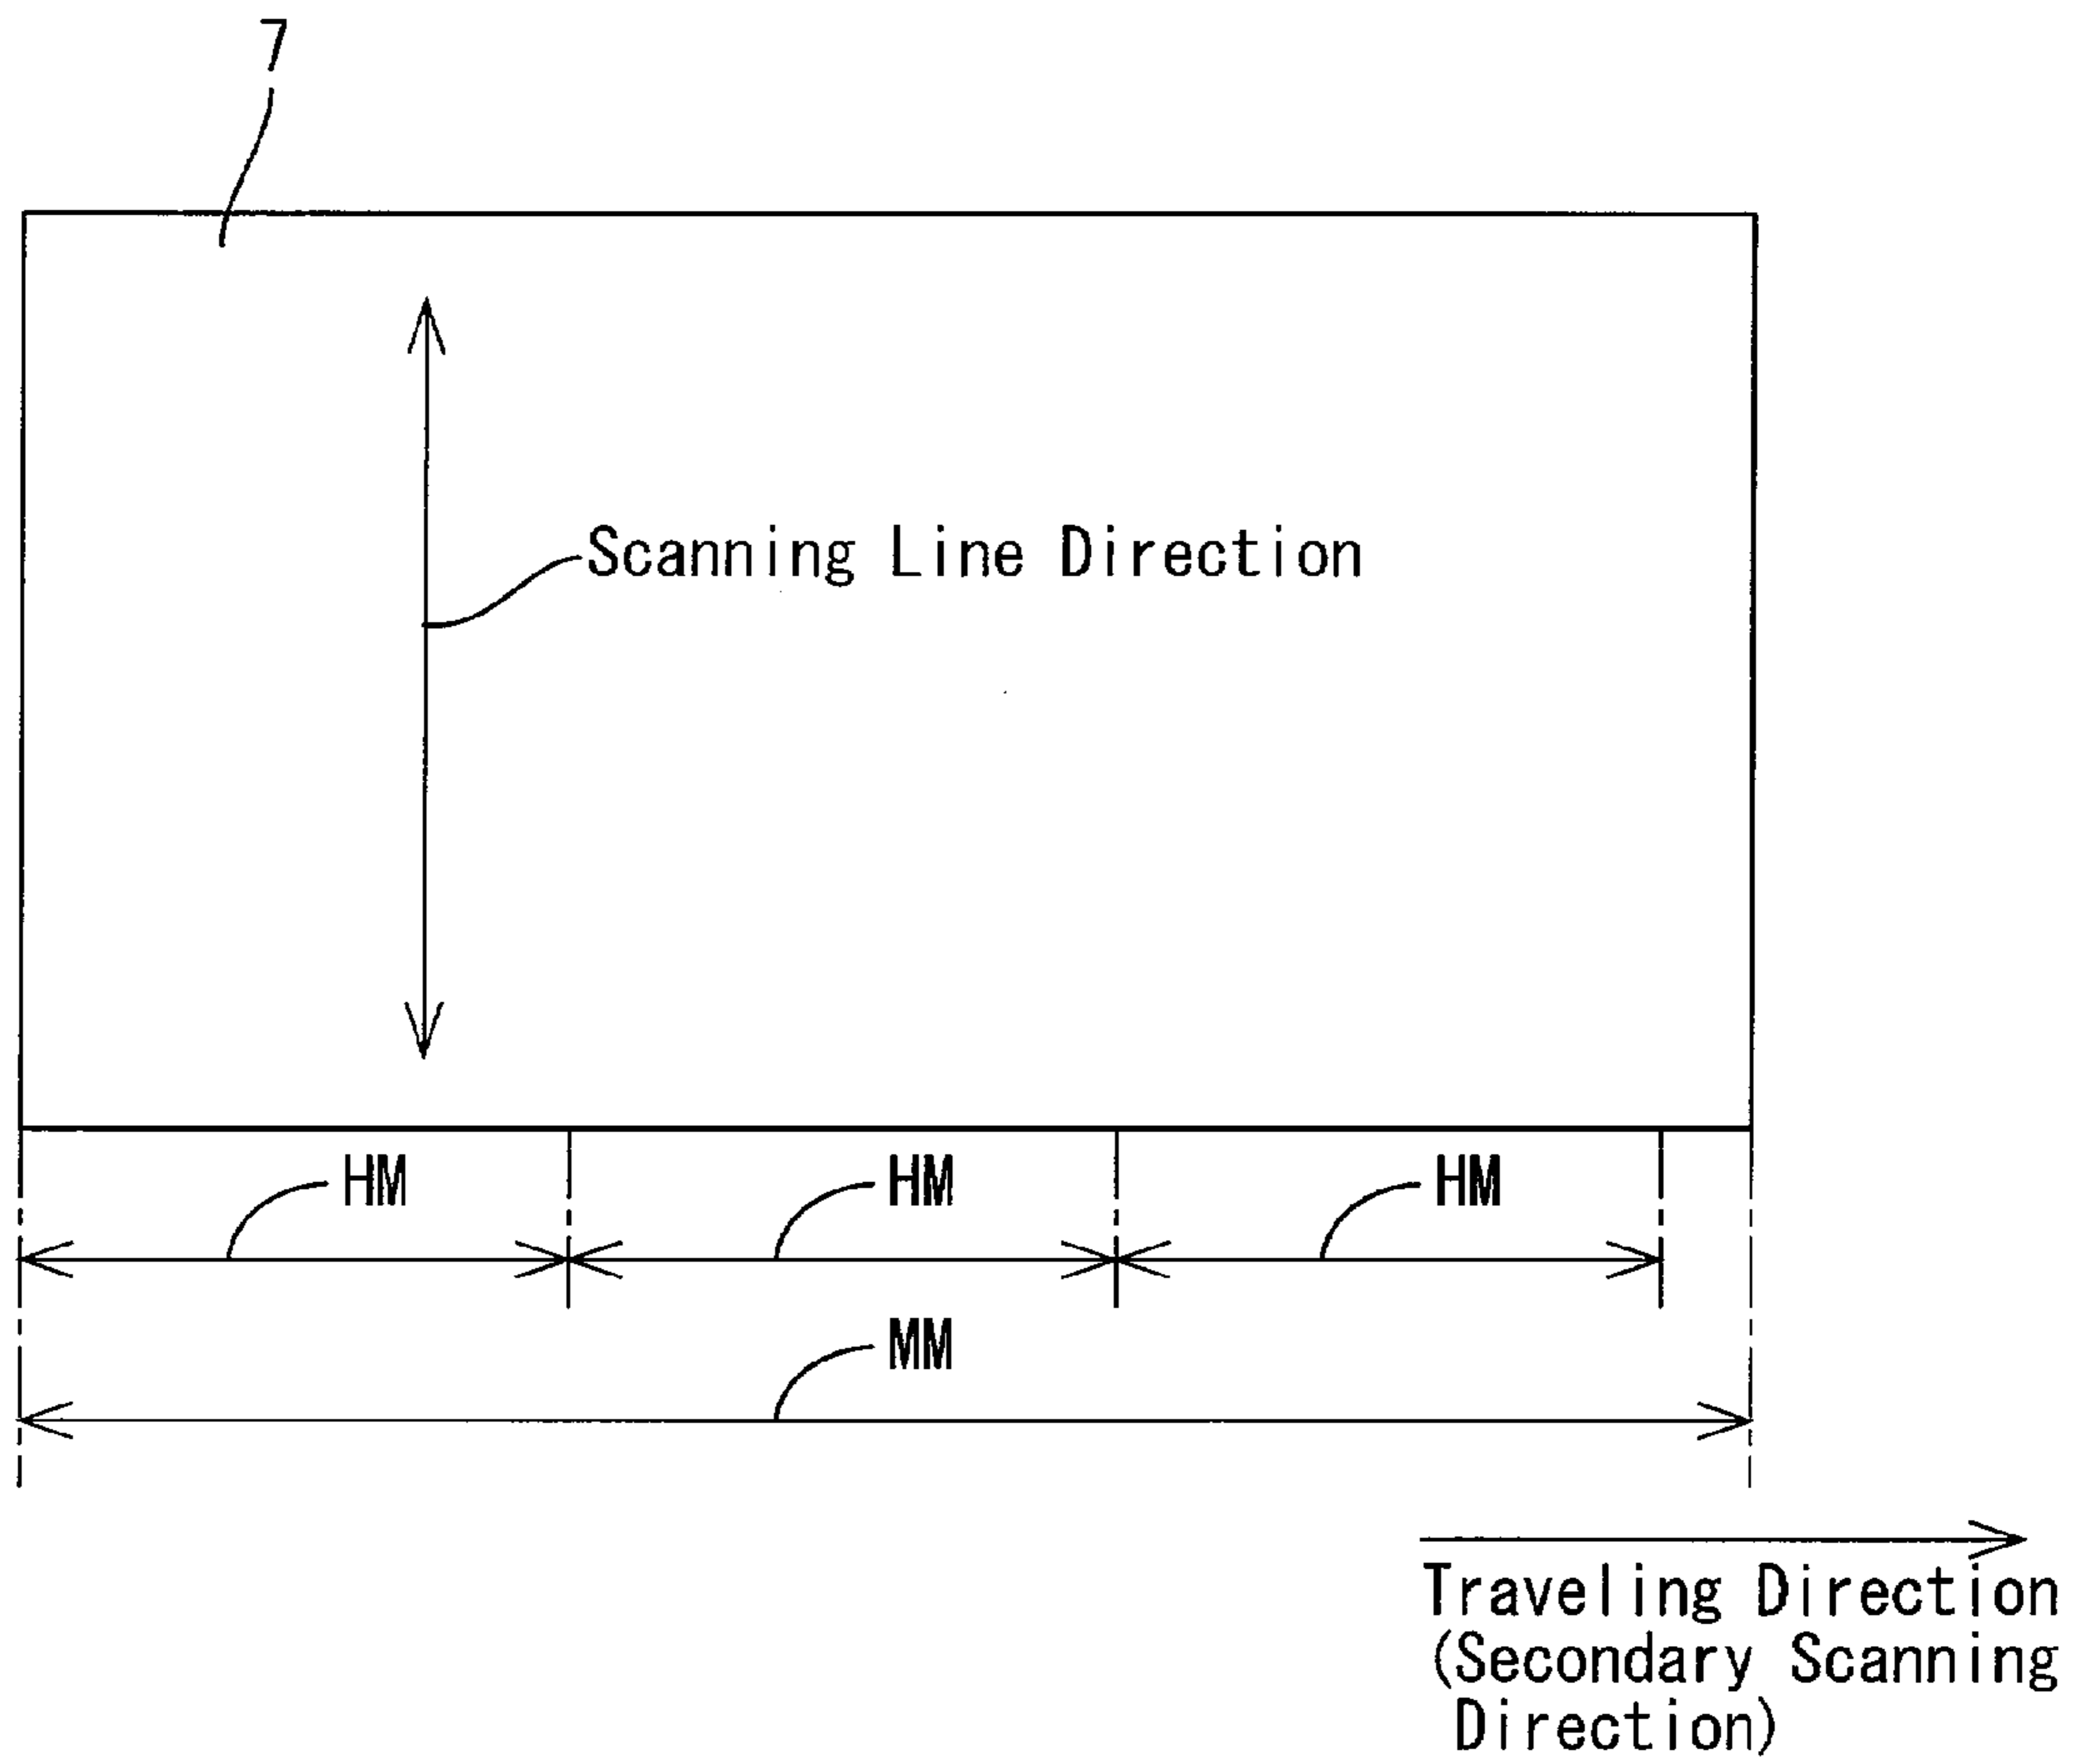 7
Scanning Line Direction
HM
HM
HM
MM
Traveling Direction
(Secondary Scanning
Direction)